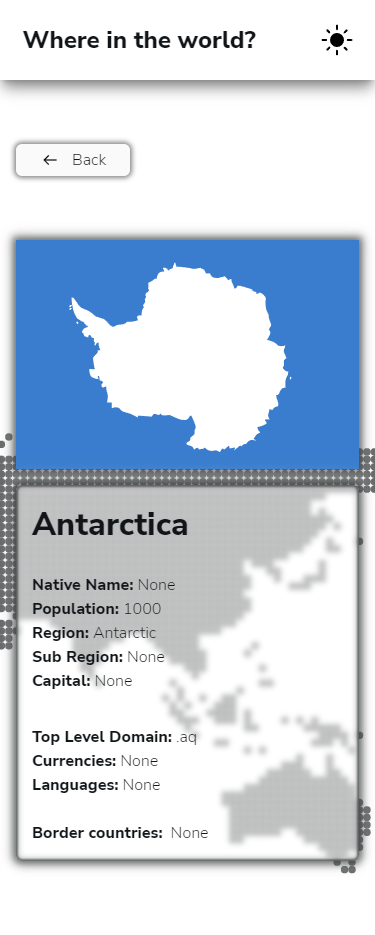 Where in the world?
Back
Antarctica
Native Name: None
Population: 1000
Region: Antarctic
Sub Region: None
Capital: None
Top Level Domain: .aq
Currencies: None
Languages: None
Border countries: None